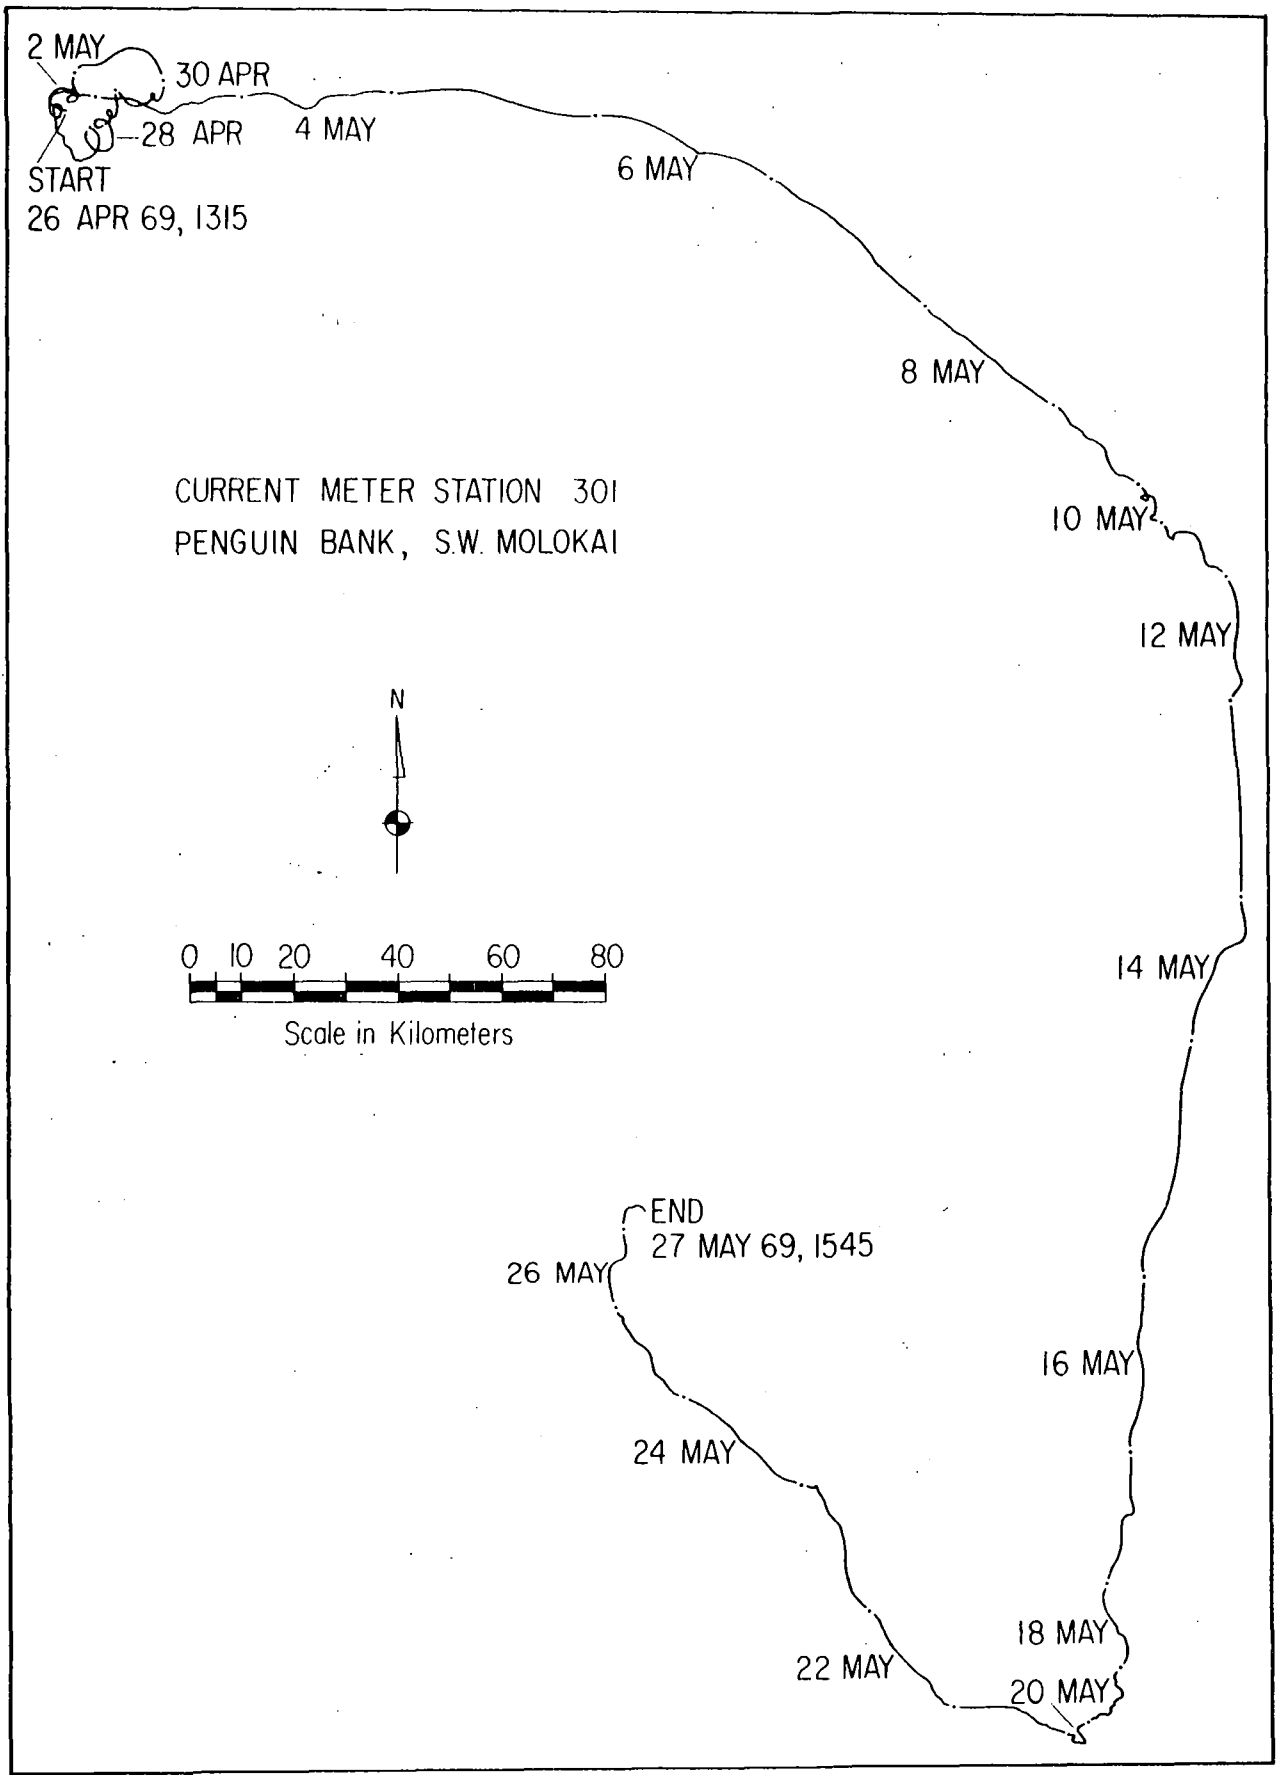 2 MAY
30 APR
28 APR
4 MAY
6 MAY
START
26 APR 69, 1315
8 MAY
CURRENT METER STATION 301
PENGUIN BANK, S.W. MOLOKAI
10 MAY
12 MAY
N
0 10 20 40 60 80
Scale in Kilometers
14 MAY
END
27 MAY 69, 1545
26 MAY
16 MAY
24 MAY
18 MAY
22 MAY
20 MAY